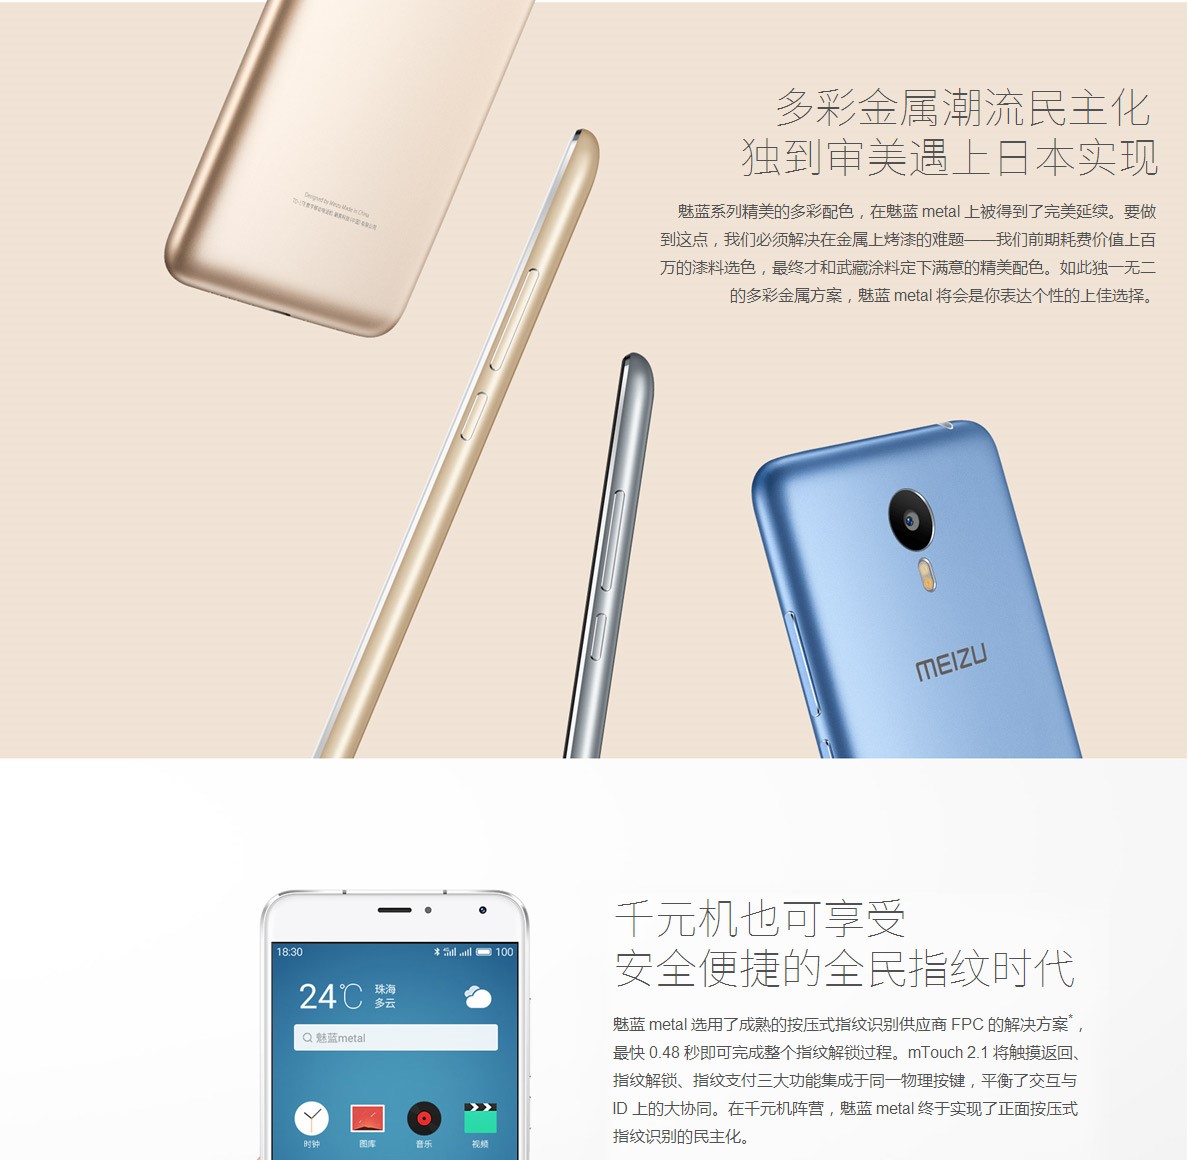 Designed by Meizu Made in China
多彩金属潮流民主化
独到审美遇上日本实现
魅蓝系列精美的多彩配色，在魅蓝 metal 上被得到了完美延续。要做
到这点，我们必须解决在金属上烤漆的难题——我们前期耗费价值上百
万的漆料选色，最终才和武藏涂料定下满意的精美配色。如此独一无二
的多彩金属方案，魅蓝 metal 将会是你表达个性的上佳选择。
MEIZU
千元机也可享受
安全便捷的全民指纹时代
魅蓝 metal 选用了成熟的按压式指纹识别供应商 FPC 的解决方案*，
最快 0.48 秒即可完成整个指纹解锁过程。mTouch 2.1 将触摸返回、
指纹解锁、指纹支付三大功能集成于同一物理按键，平衡了交互与
ID 上的大协同。在千元机阵营，魅蓝 metal 终于实现了正面按压式
指纹识别的民主化。
18:30
100
24℃
珠海
多云
魅蓝metal
时钟
图库
音乐
视频